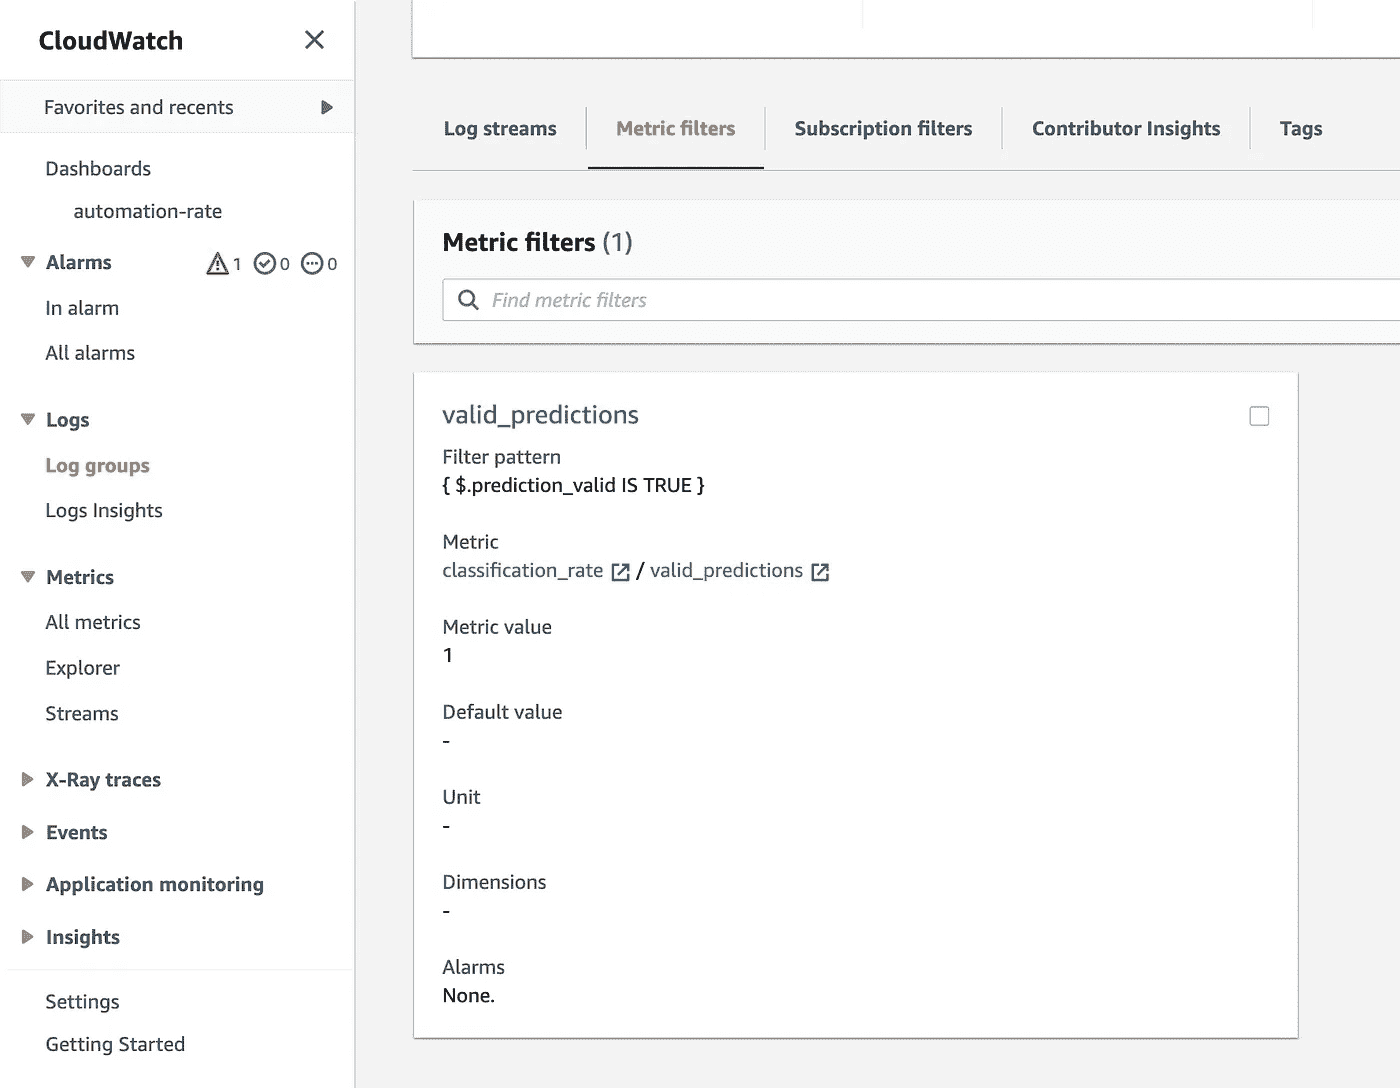 CloudWatch
Favorites and recents
Dashboards
automation-rate
Alarms 1 0 0
In alarm
All alarms
Logs
Log groups
Logs Insights
Metrics
All metrics
Explorer
Streams
X-Ray traces
Events
Application monitoring
Insights
Settings
Getting Started
Log streams Metric filters Subscription filters Contributor Insights Tags
Metric filters (1)
Find metric filters
valid_predictions
Filter pattern
{ $.prediction_valid IS TRUE }
Metric
classification_rate / valid_predictions
Metric value
1
Default value
-
Unit
-
Dimensions
-
Alarms
None.